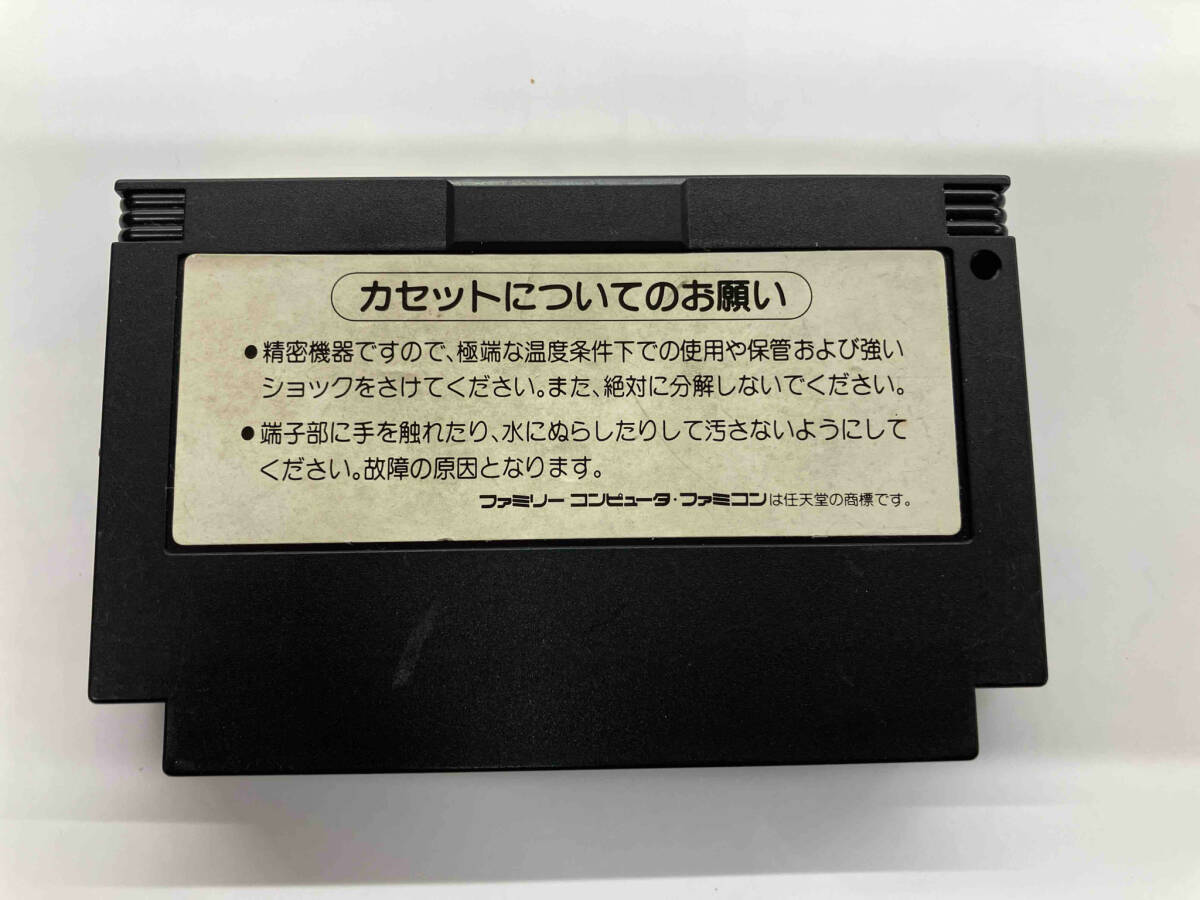 カセットについてのお願い
●精密機器ですので、極端な温度条件下での使用や保管および強い
ショックをさけてください。また、絶対に分解しないでください。
●端子部に手を触れたり、水にぬらしたりして汚さないようにして
ください。故障の原因となります。
ファミリー コンピュータ・ファミコンは任天堂の商標です。